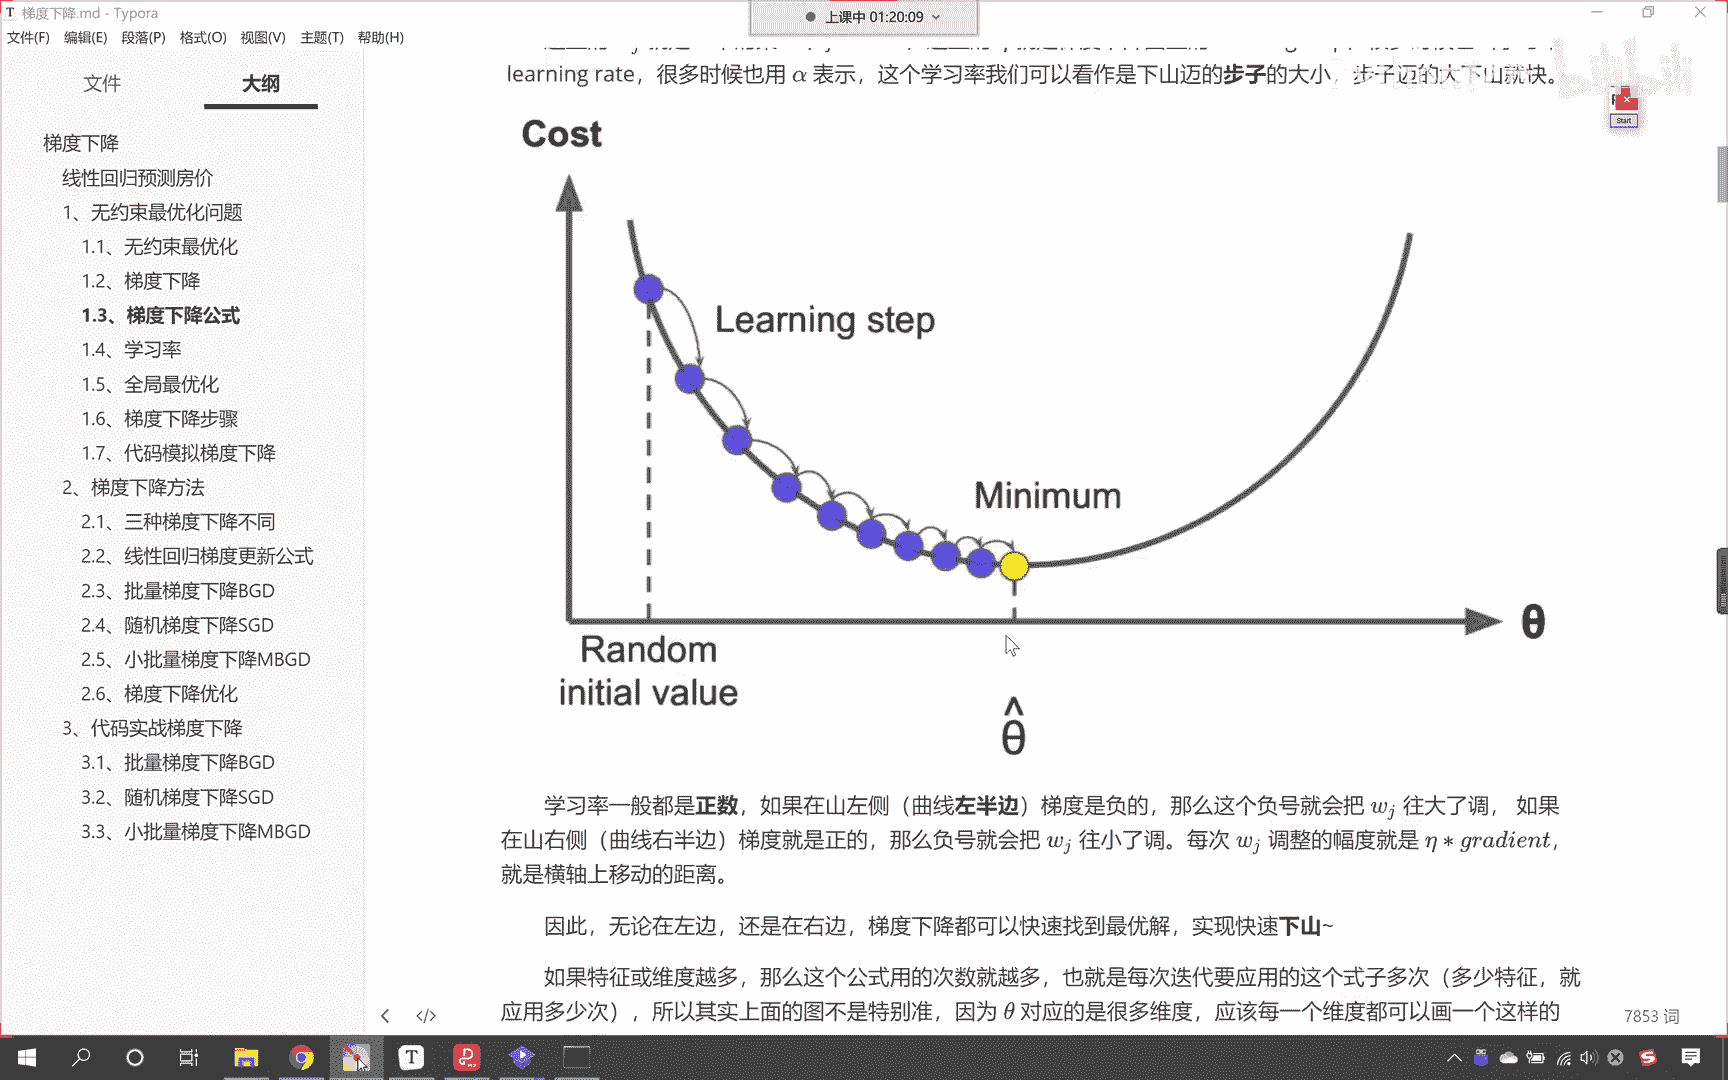 梯度下降.md - Typora
上课中 01:20:09
文件(F) 编辑(E) 段落(P) 格式(O) 视图(V) 主题(T) 帮助(H)
文件 大纲
梯度下降
线性回归预测房价
1、无约束最优化问题
1.1、无约束最优化
1.2、梯度下降
1.3、梯度下降公式
1.4、学习率
1.5、全局最优化
1.6、梯度下降步骤
1.7、代码模拟梯度下降
2、梯度下降方法
2.1、三种梯度下降不同
2.2、线性回归梯度更新公式
2.3、批量梯度下降BGD
2.4、随机梯度下降SGD
2.5、小批量梯度下降MBGD
2.6、梯度下降优化
3、代码实战梯度下降
3.1、批量梯度下降BGD
3.2、随机梯度下降SGD
3.3、小批量梯度下降MBGD
learning rate，很多时候也用 α 表示，这个学习率我们可以看作是下山迈的步子的大小，步子迈的大下山就快。
bilibili
Start
Cost
Learning step
Minimum
θ
Random
initial value
θ̂
学习率一般都是正数，如果在山左侧（曲线左半边）梯度是负的，那么这个负号就会把 wj 往大了调， 如果
在山右侧（曲线右半边）梯度就是正的，那么负号就会把 wj 往小了调。每次 wj 调整的幅度就是 η * gradient，
就是横轴上移动的距离。
因此，无论在左边，还是在右边，梯度下降都可以快速找到最优解，实现快速下山~
如果特征或维度越多，那么这个公式用的次数就越多，也就是每次迭代要应用的这个式子多次（多少特征，就
应用多少次），所以其实上面的图不是特别准，因为 θ 对应的是很多维度，应该每一个维度都可以画一个这样的
7853 词